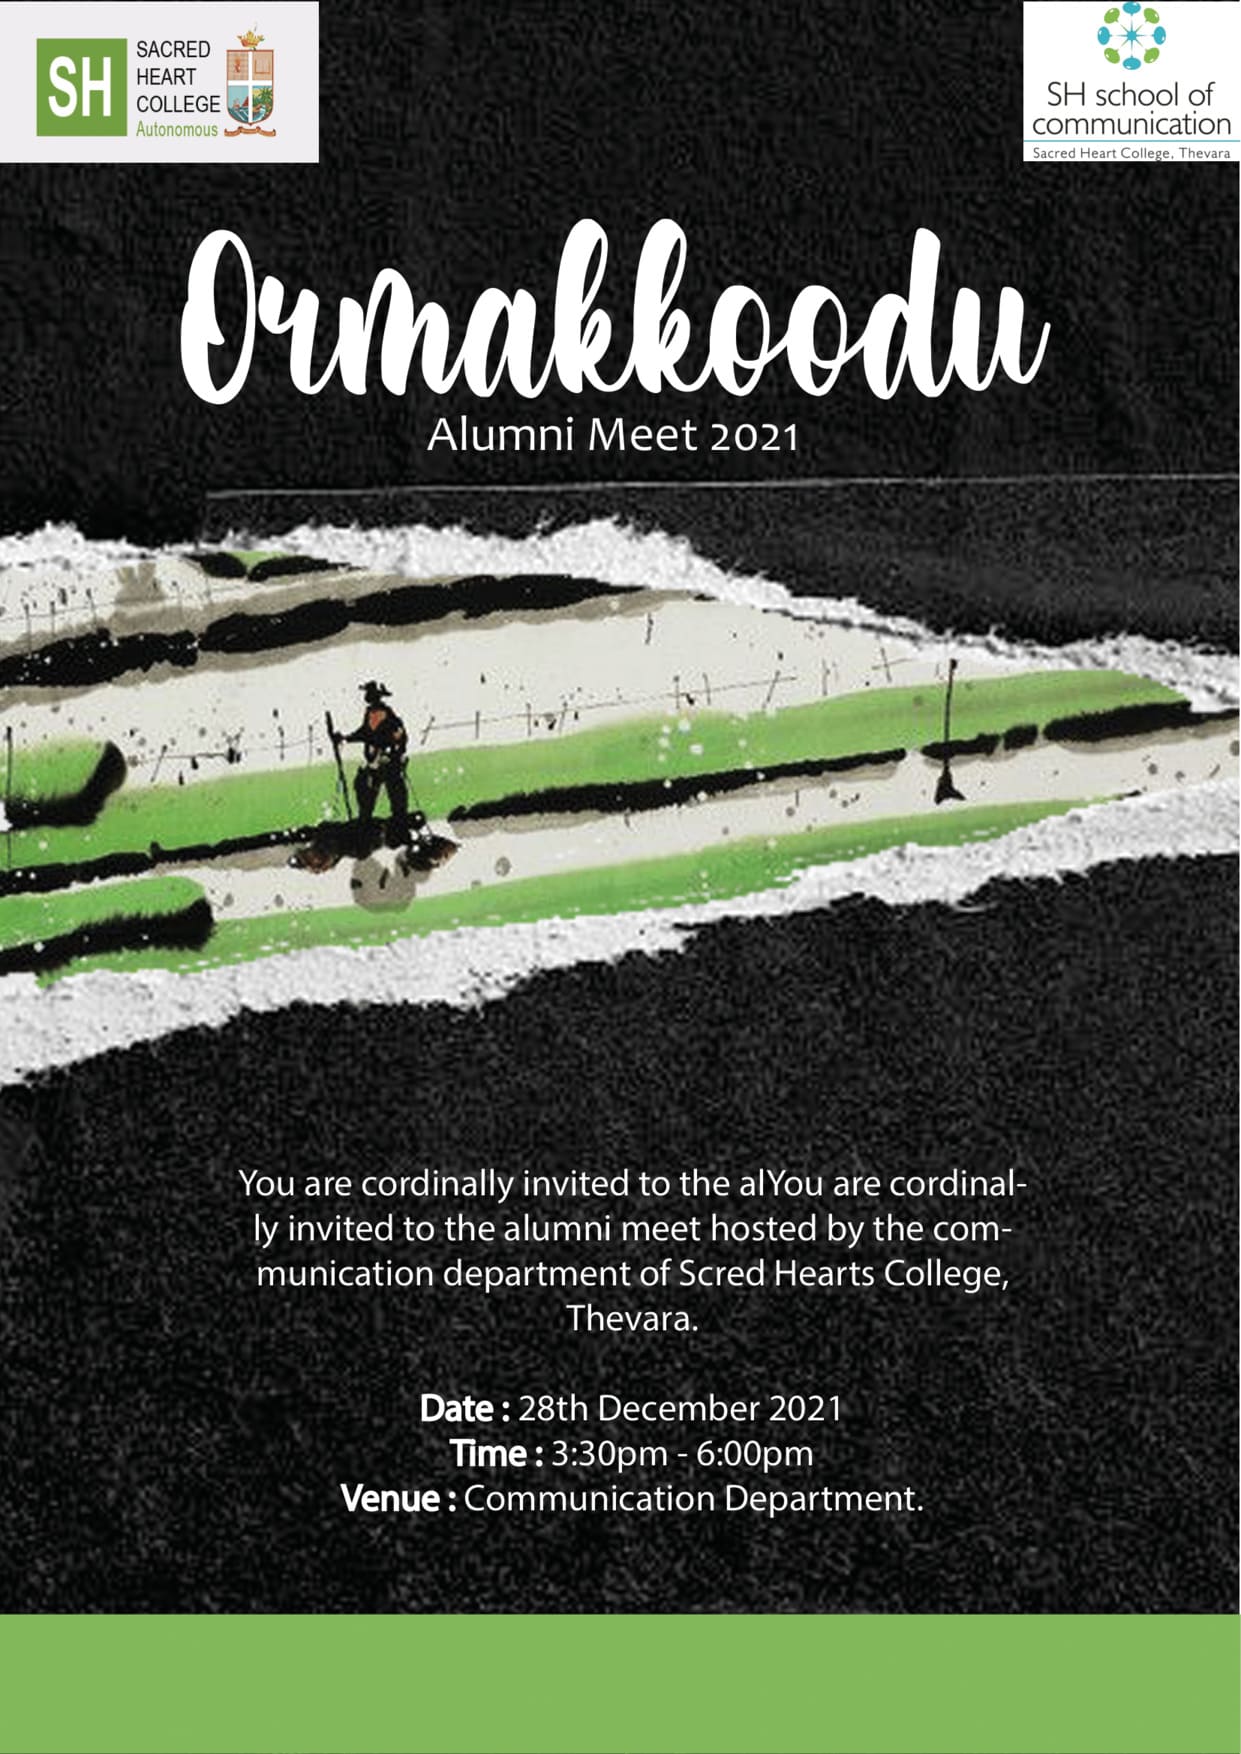 SH
SACRED
HEART
COLLEGE
Autonomous
SH school of
communication
Sacred Heart College, Thevara
Ormakkoodu
Alumni Meet 2021
You are cordinally invited to the alYou are cordinal-
ly invited to the alumni meet hosted by the com-
munication department of Scred Hearts College,
Thevara.
Date : 28th December 2021
Time : 3:30pm - 6:00pm
Venue : Communication Department.